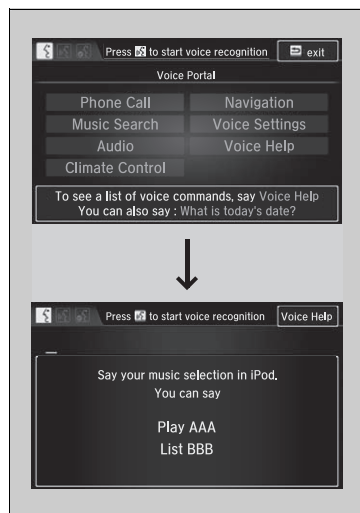 Press to start voice recognition exit
Voice Portal
Phone Call Navigation
Music Search Voice Settings
Audio Voice Help
Climate Control
To see a list of voice commands, say Voice Help
You can also say : What is today's date?
Press to start voice recognition Voice Help
Say your music selection in iPod.
You can say
Play AAA
List BBB